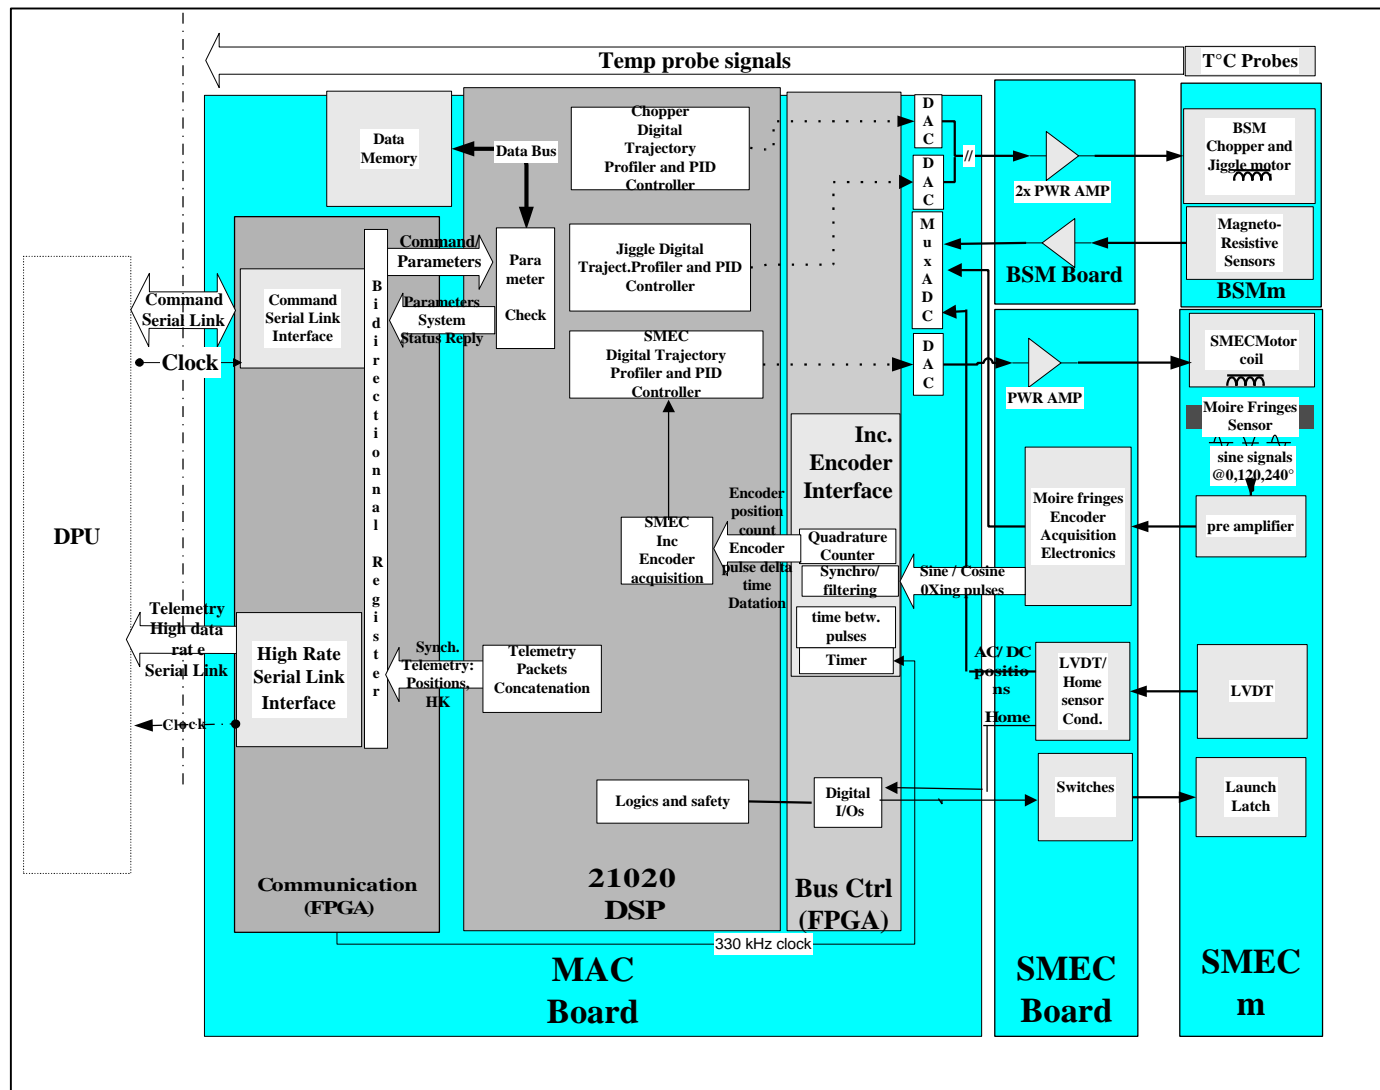 Temp probe signals
T°C Probes
Data
Memory
Data Bus
Chopper
Digital
Trajectory
Profiler and PID
Controller
D
A
C
D
A
C
//
2x PWR AMP
BSM
Chopper and
Jiggle motor
Magneto-
Resistive
Sensors
BSMm
BSM Board
M
u
x
A
D
C
Jiggle Digital
Traject.Profiler and PID
Controller
Command/
Parameters
Para
meter
Check
Parameters
System
Status Reply
Command
Serial Link
Command
Serial Link
Interface
Clock
B
i
d
i
r
e
c
t
i
o
n
n
a
l
R
e
g
i
s
t
e
r
SMEC
Digital Trajectory
Profiler and PID
Controller
D
A
C
PWR AMP
SMECMotor
coil
Moire Fringes
Sensor
sine signals
@0,120,240°
pre amplifier
Moire fringes
Encoder
Acquisition
Electronics
Inc.
Encoder
Interface
Encoder
position
count
Encoder
pulse delta
time
Datation
SMEC
Inc
Encoder
acquisition
Quadrature
Counter
Synchro/
filtering
time betw.
pulses
Timer
Sine / Cosine
0Xing pulses
DPU
Telemetry
High data
rat e
Serial Link
High Rate
Serial Link
Interface
Clock
Synch.
Telemetry:
Positions,
HK
Telemetry
Packets
Concatenation
AC/ DC
positio
ns
Home
LVDT/
Home
sensor
Cond.
LVDT
Logics and safety
Digital
I/Os
Switches
Launch
Latch
Communication
(FPGA)
21020
DSP
Bus Ctrl
(FPGA)
330 kHz clock
MAC
Board
SMEC
Board
SMEC
m